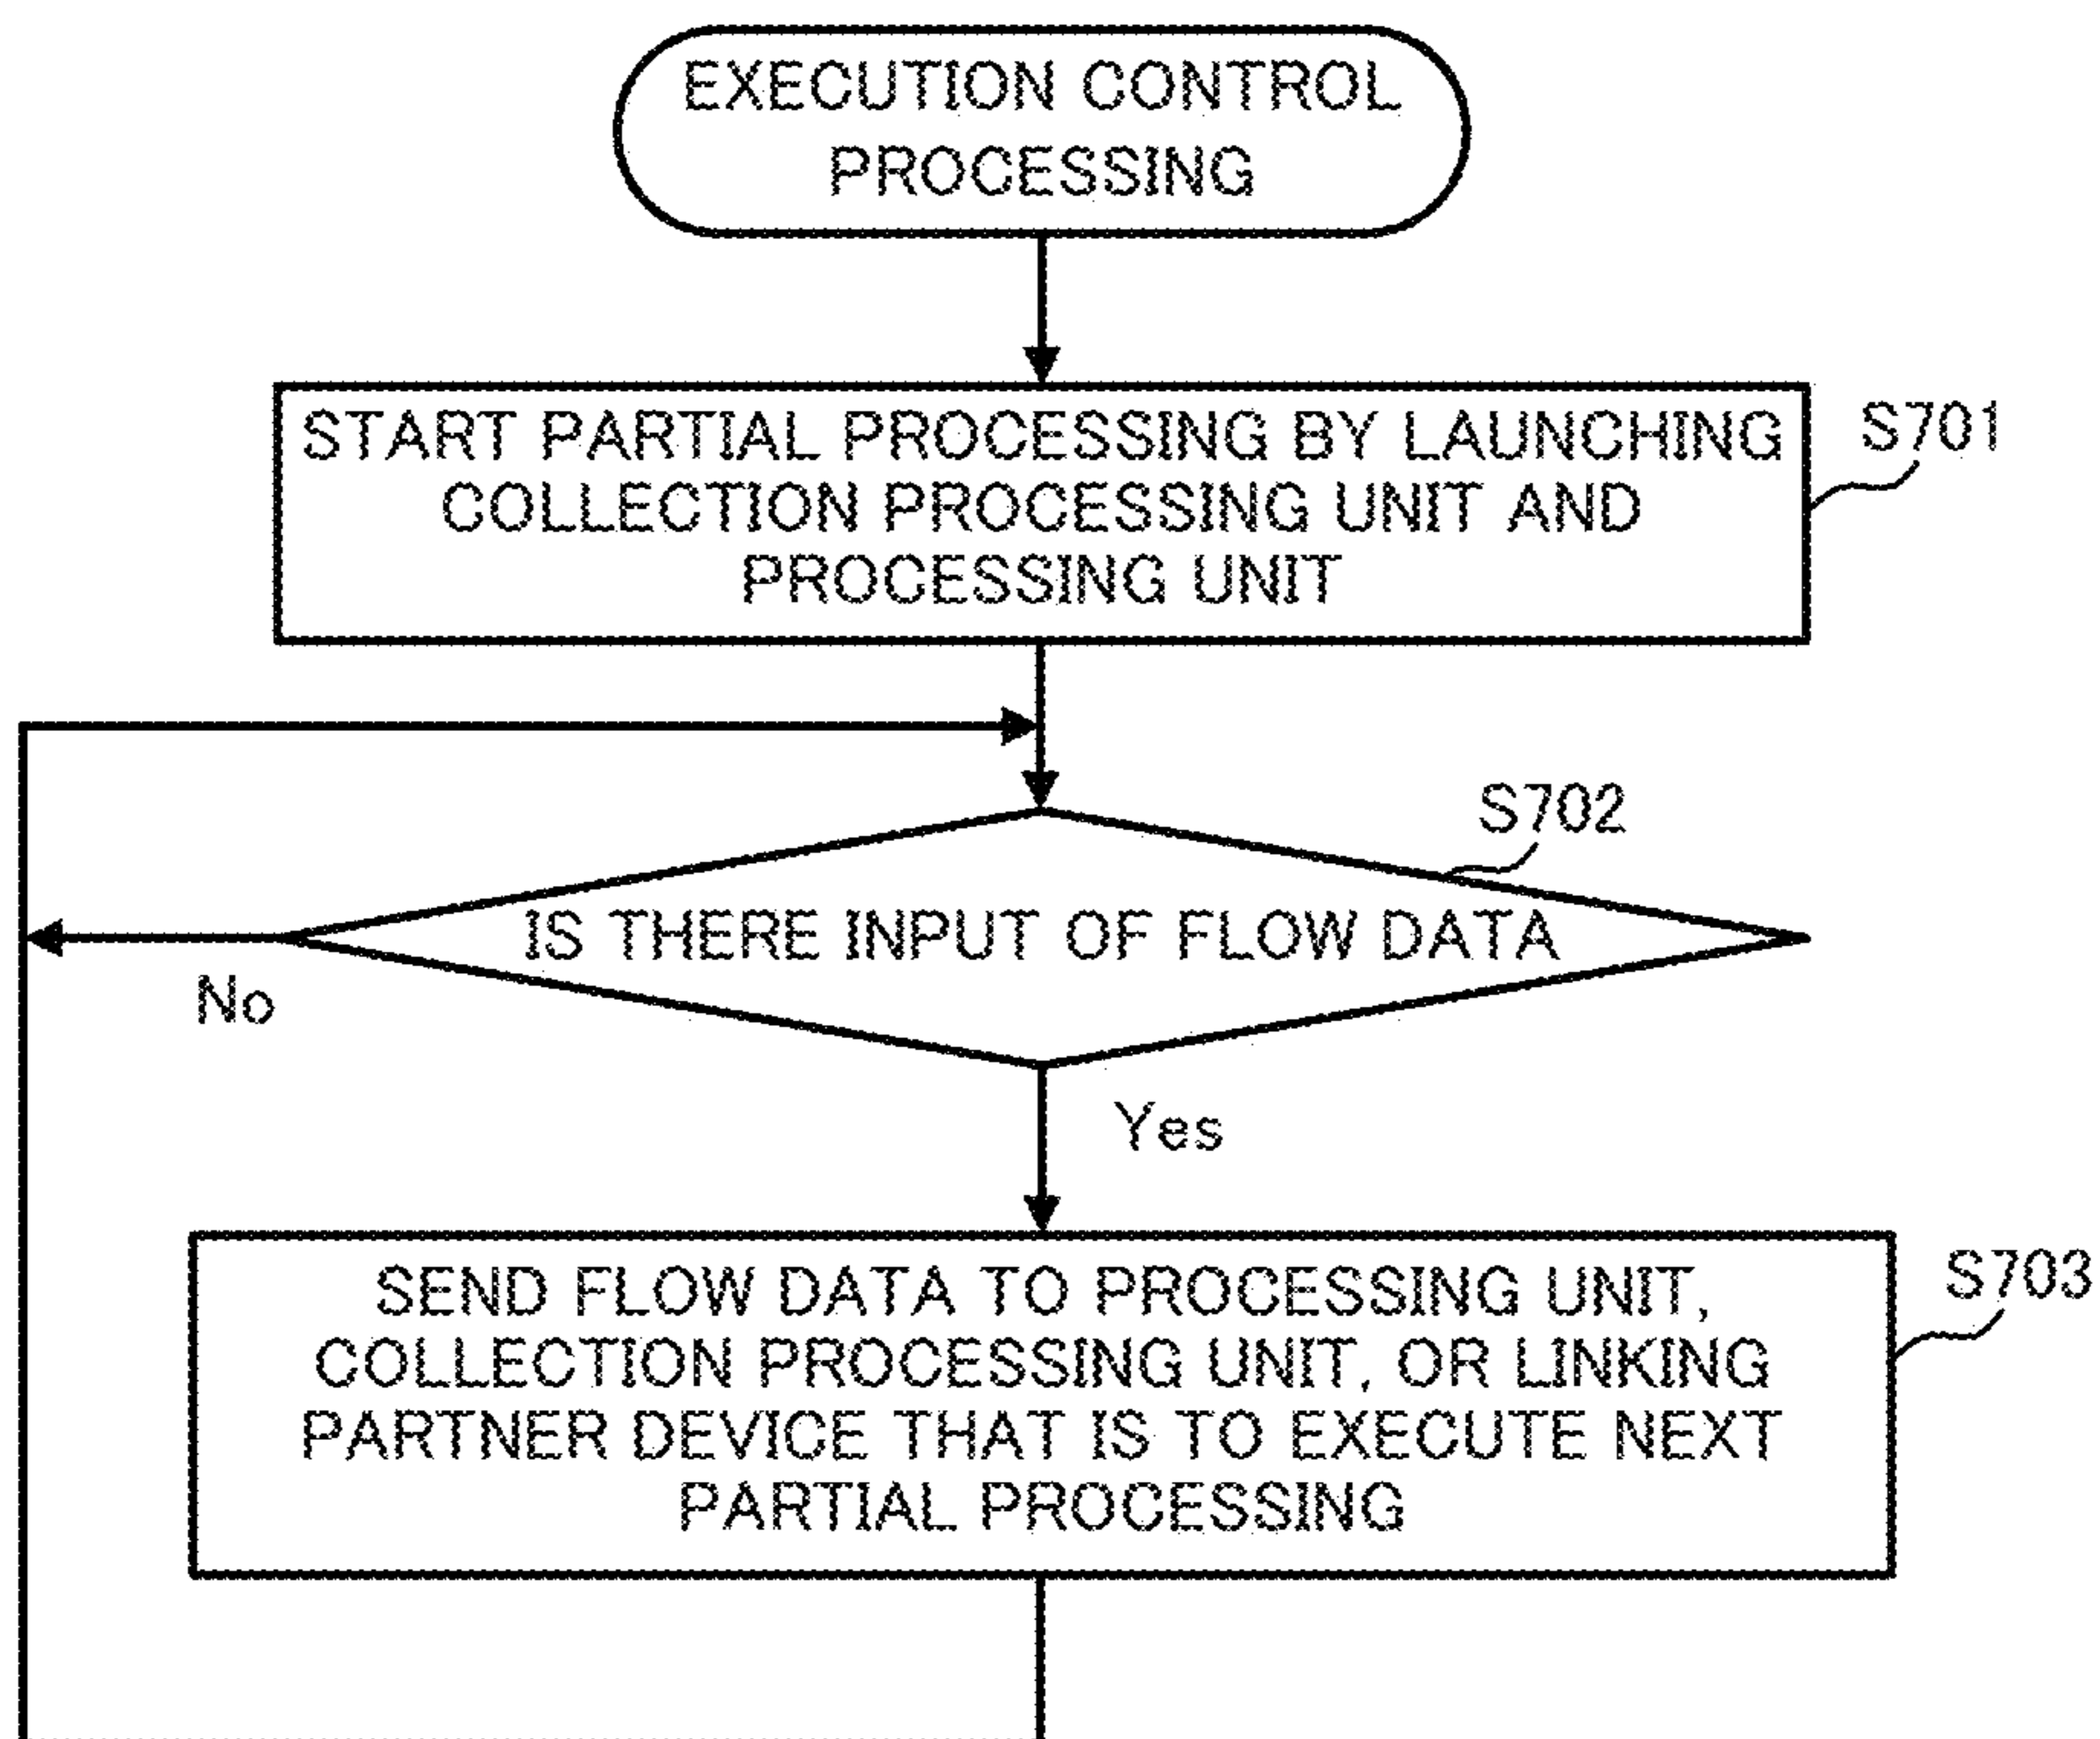 EXECUTION CONTROL
PROCESSING
START PARTIAL PROCESSING BY LAUNCHING
COLLECTION PROCESSING UNIT AND
PROCESSING UNIT
S701
S702
IS THERE INPUT OF FLOW DATA
No
Yes
SEND FLOW DATA TO PROCESSING UNIT,
COLLECTION PROCESSING UNIT, OR LINKING
PARTNER DEVICE THAT IS TO EXECUTE NEXT
PARTIAL PROCESSING
S703